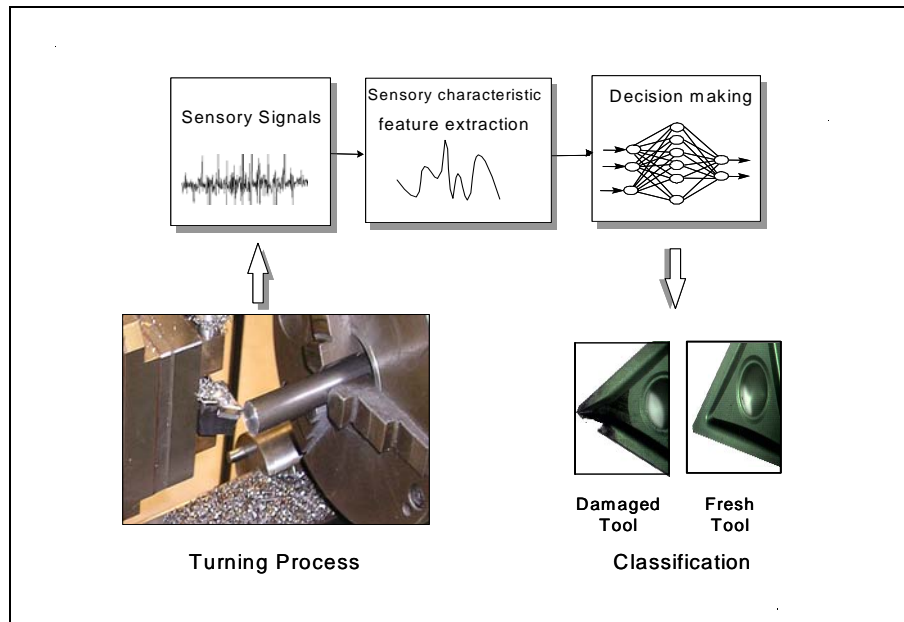 Sensory Signals
Sensory characteristic
feature extraction
Decision making
Damaged
Tool
Fresh
Tool
Turning Process
Classification